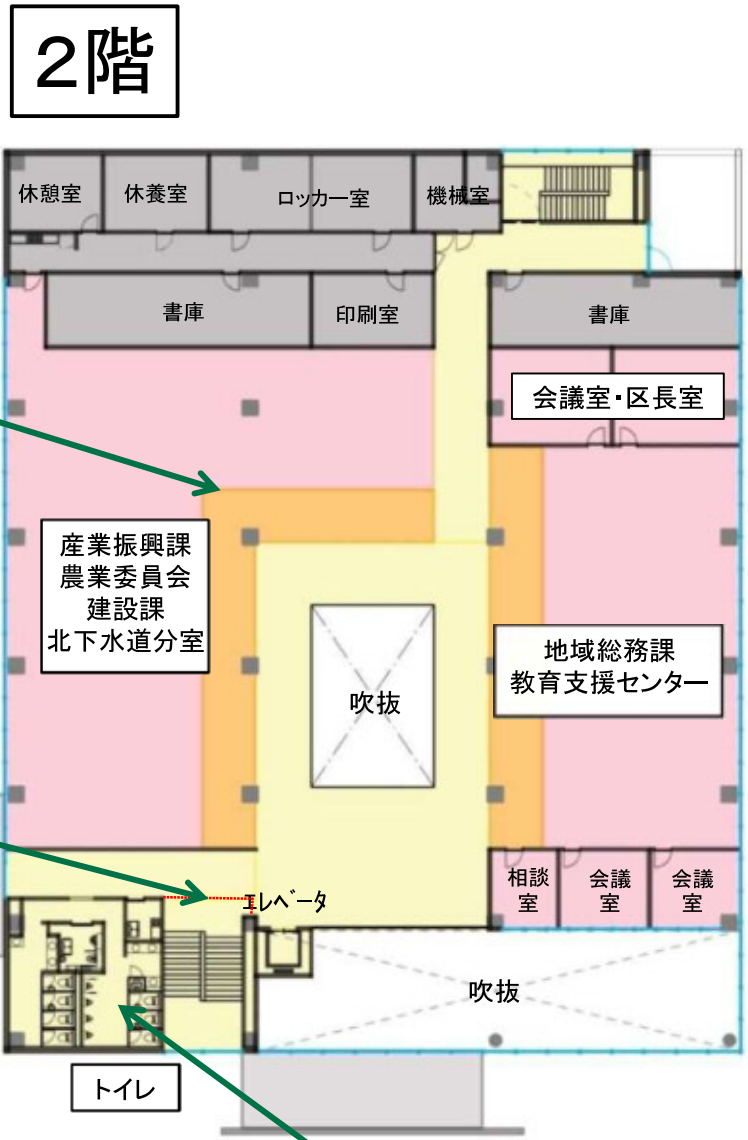 2階
休憩室
休養室
ロッカー室
機械室
書庫
印刷室
書庫
会議室・区長室
産業振興課
農業委員会
建設課
北下水道分室
地域総務課
教育支援センター
吹抜
相談
室
会議
室
会議
室
エレベータ
吹抜
トイレ